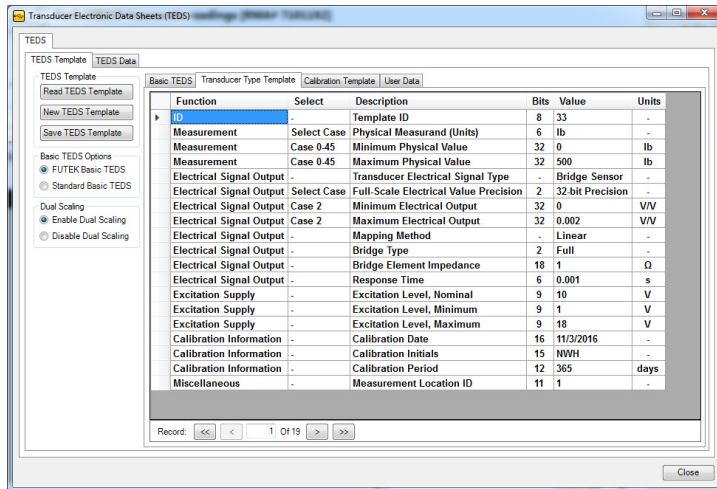 Transducer Electronic Data Sheets (TEDS)
TEDS
TEDS Template TEDS Data
TEDS Template
Read TEDS Template
New TEDS Template
Save TEDS Template
Basic TEDS Options
FUTEK Basic TEDS
Standard Basic TEDS
Dual Scaling
Enable Dual Scaling
Disable Dual Scaling
Basic TEDS Transducer Type Template Calibration Template User Data
Function Select Description Bits Value Units
ID - Template ID 8 33 -
Measurement Select Case Physical Measurand (Units) 6 lb -
Measurement Case 0-45 Minimum Physical Value 32 0 lb
Measurement Case 0-45 Maximum Physical Value 32 500 lb
Electrical Signal Output - Transducer Electrical Signal Type - Bridge Sensor -
Electrical Signal Output Select Case Full-Scale Electrical Value Precision 2 32-bit Precision -
Electrical Signal Output Case 2 Minimum Electrical Output 32 0 V/V
Electrical Signal Output Case 2 Maximum Electrical Output 32 0.002 V/V
Electrical Signal Output - Mapping Method - Linear -
Electrical Signal Output - Bridge Type 2 Full -
Electrical Signal Output - Bridge Element Impedance 18 1 Ω
Electrical Signal Output - Response Time 6 0.001 s
Excitation Supply - Excitation Level, Nominal 9 10 V
Excitation Supply - Excitation Level, Minimum 9 1 V
Excitation Supply - Excitation Level, Maximum 9 18 V
Calibration Information - Calibration Date 16 11/3/2016 -
Calibration Information - Calibration Initials 15 NWH -
Calibration Information - Calibration Period 12 365 days
Miscellaneous - Measurement Location ID 11 1 -
Record: << < 1 Of 19 > >>
Close